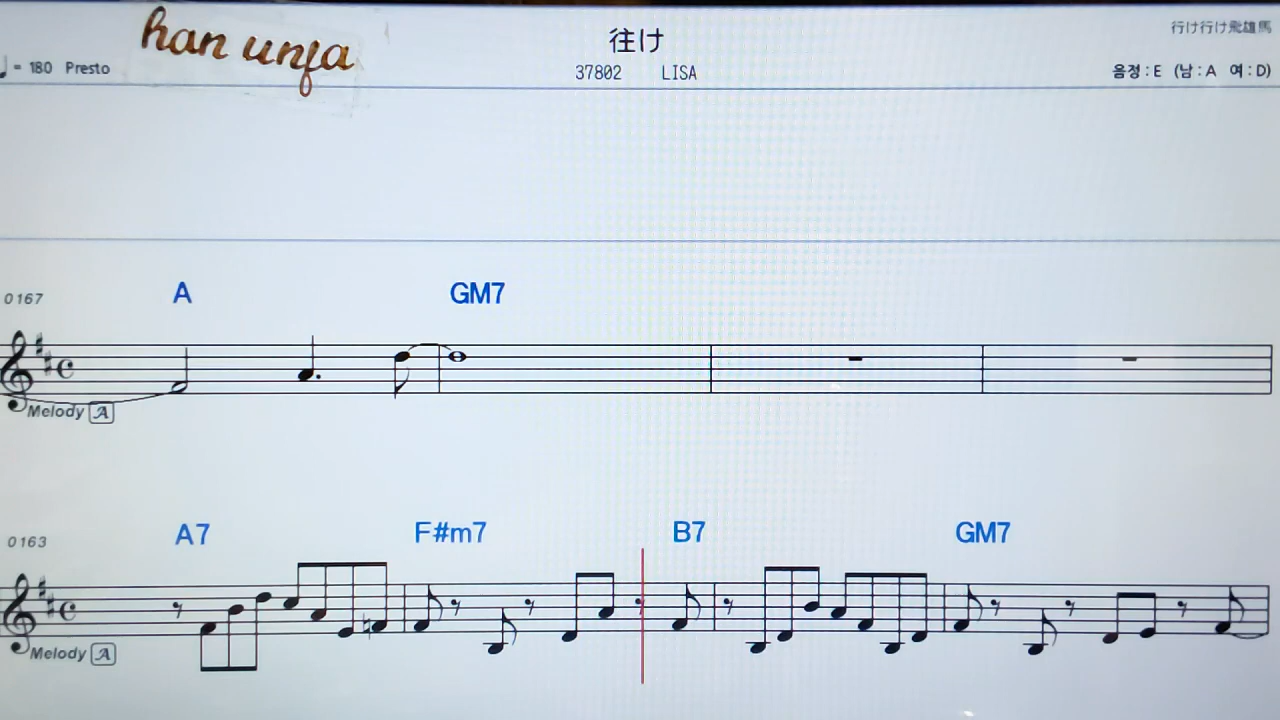 han unfa
往け
行け行け飛雄馬
= 180 Presto
37802 LISA
음정 : E (남 : A 여 : D)
0167
A GM7
Melody A
0163
A7 F#m7 B7 GM7
Melody A